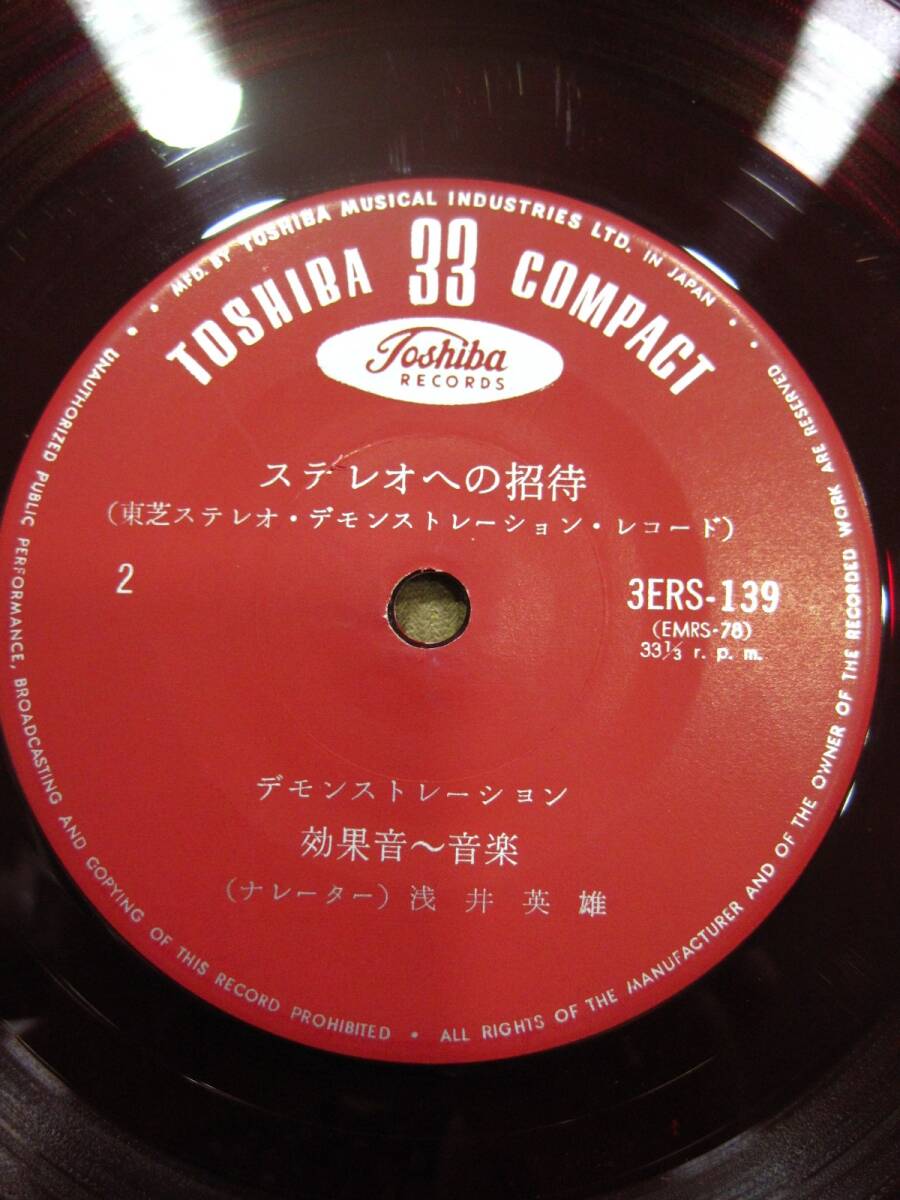 MFD. BY TOSHIBA MUSICAL INDUSTRIES LTD. IN JAPAN
TOSHIBA 33 COMPACT
Toshiba
RECORDS
ステレオへの招待
(東芝ステレオ・デモンストレーション・レコード)
2
3ERS-139
(EMRS-78)
33⅓ r. p. m.
デモンストレーション
効果音〜音楽
(ナレーター) 浅井英雄
UNAUTHORIZED PUBLIC PERFORMANCE, BROADCASTING AND COPYING OF THIS RECORD PROHIBITED • ALL RIGHTS OF THE MANUFACTURER AND OF THE OWNER OF THE RECORDED WORK ARE RESERVED